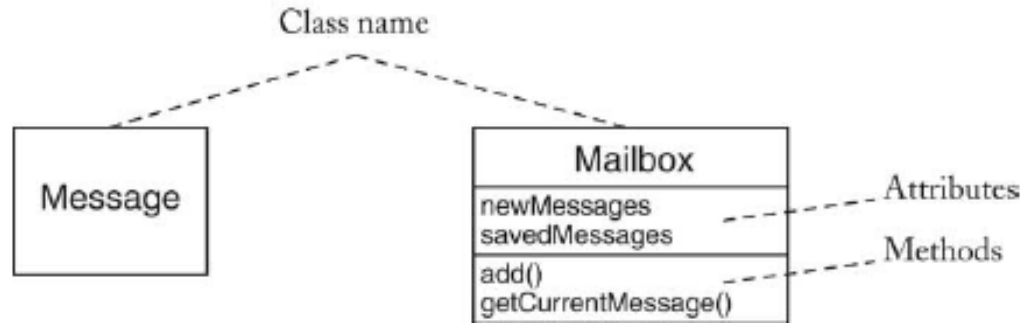 Class name
Message
Mailbox
newMessages
savedMessages
Attributes
add()
getCurrentMessage()
Methods